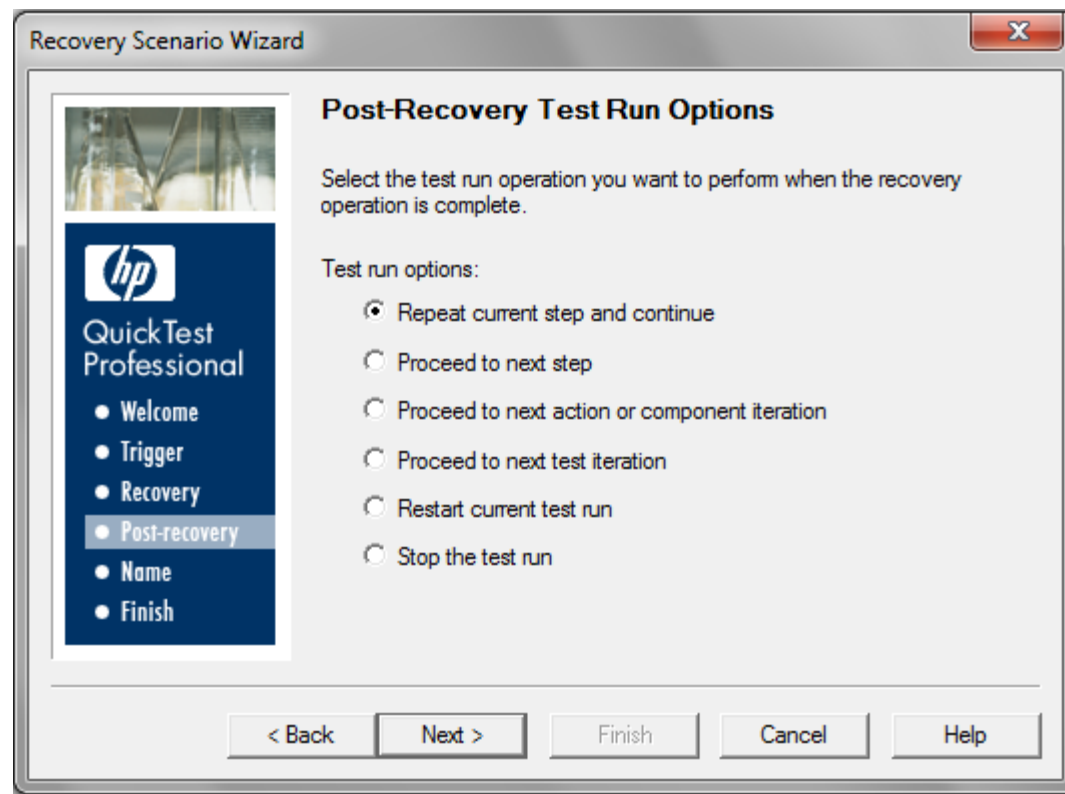 Recovery Scenario Wizard
Post-Recovery Test Run Options
Select the test run operation you want to perform when the recovery
operation is complete.
Test run options:
Repeat current step and continue
Proceed to next step
Proceed to next action or component iteration
Proceed to next test iteration
Restart current test run
Stop the test run
hp
QuickTest
Professional
Welcome
Trigger
Recovery
Post-recovery
Name
Finish
< Back
Next >
Finish
Cancel
Help